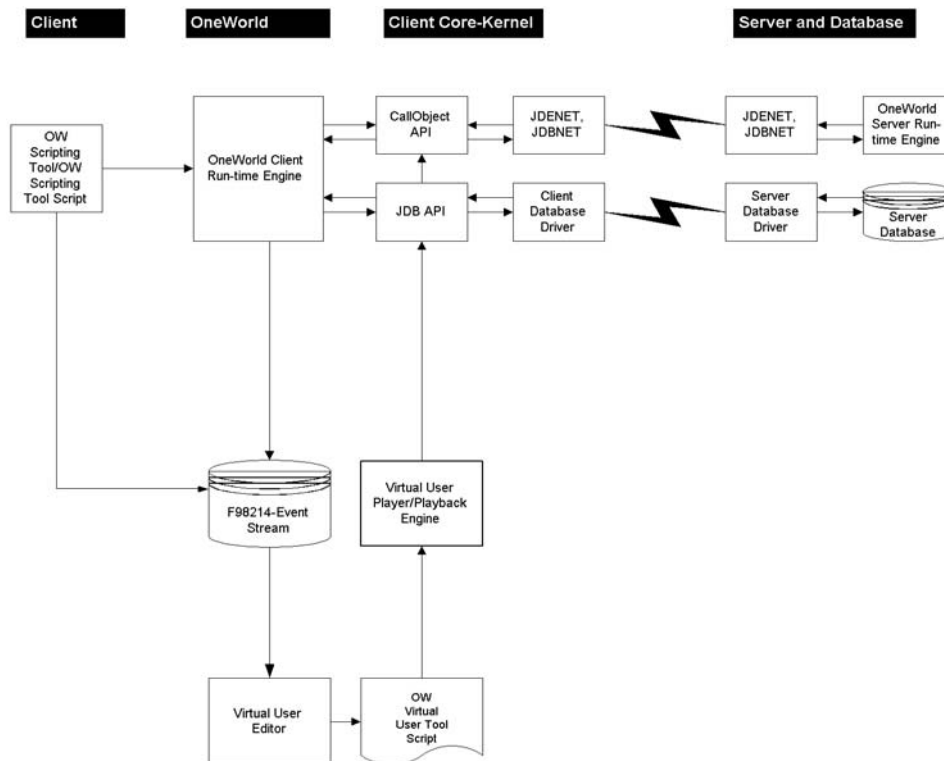 Client
OneWorld
Client Core-Kernel
Server and Database
OW
Scripting
Tool/OW
Scripting
Tool Script
OneWorld Client
Run-time Engine
CallObject
API
JDENET,
JDBNET
JDENET,
JDBNET
OneWorld
Server Run-
time Engine
JDB API
Client
Database
Driver
Server
Database
Driver
Server
Database
F98214-Event
Stream
Virtual User
Player/Playback
Engine
Virtual User
Editor
OW
Virtual
User Tool
Script